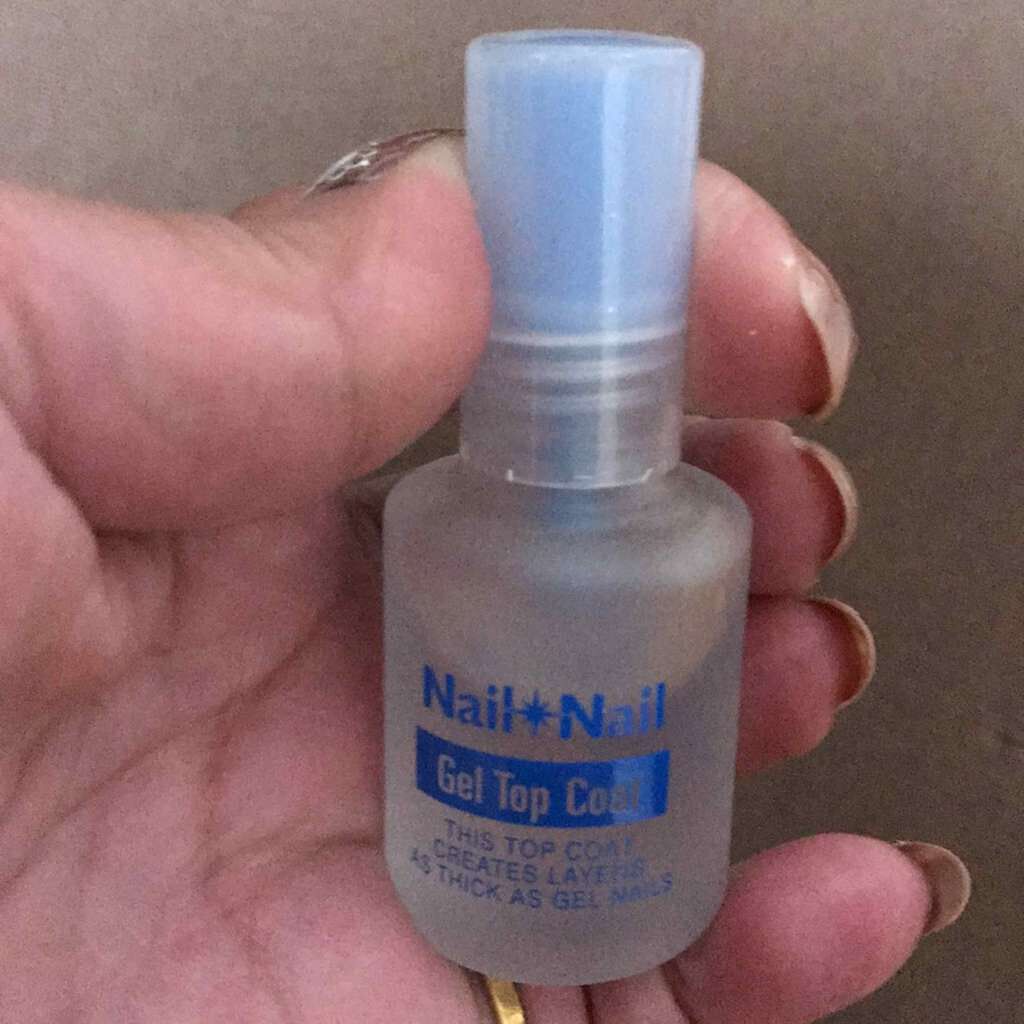 Nail Nail
Gel Top Coat
THIS TOP COAT
CREATES LAYERS
AS THICK AS GEL NAILS